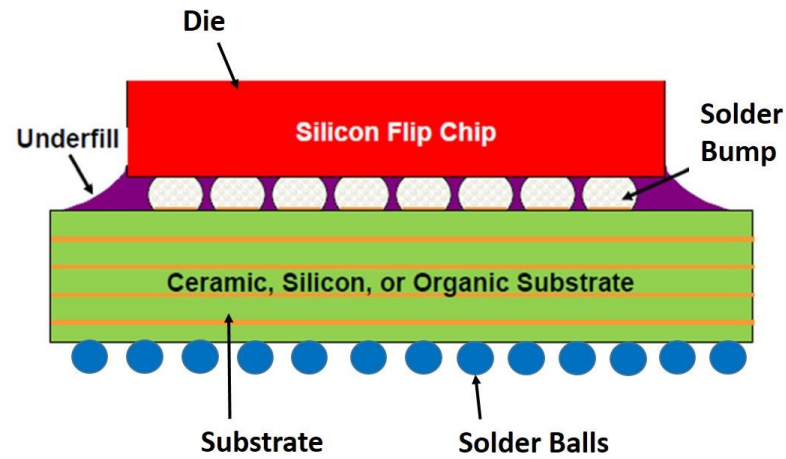 Die
Silicon Flip Chip
Solder
Bump
Underfill
Ceramic, Silicon, or Organic Substrate
Substrate
Solder Balls